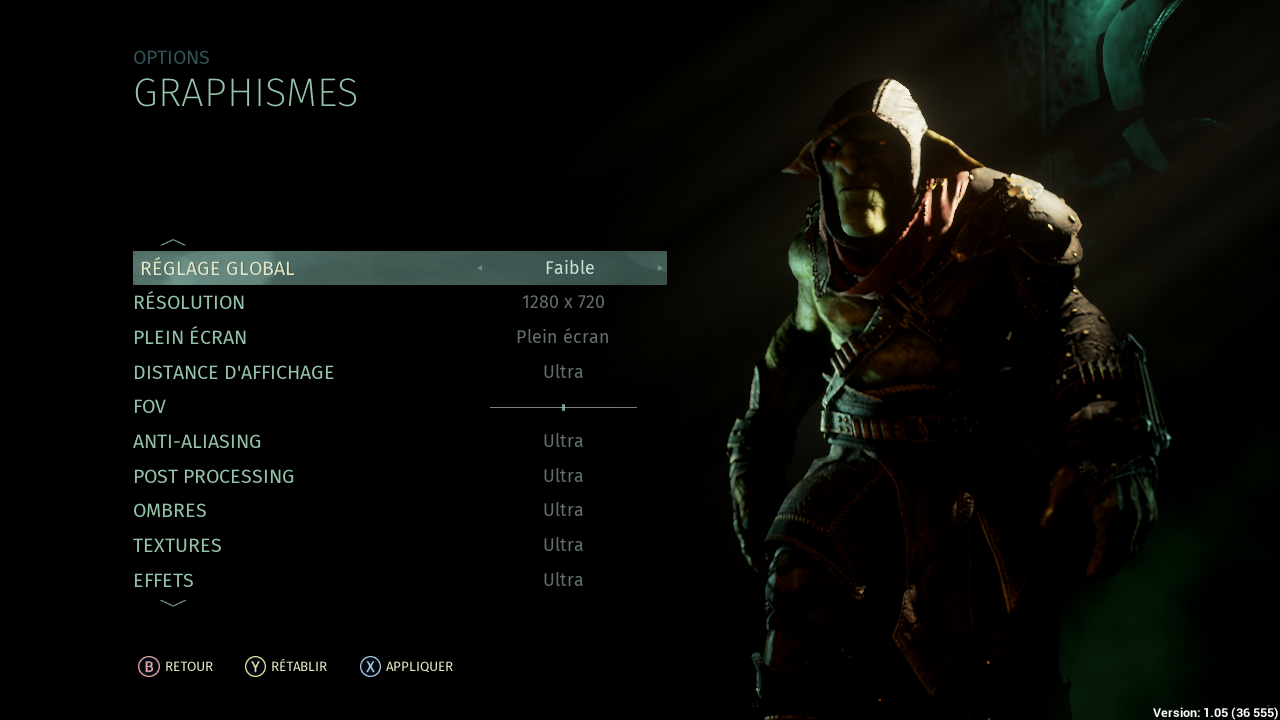 OPTIONS
GRAPHISMES
RÉGLAGE GLOBAL Faible
RÉSOLUTION 1280 x 720
PLEIN ÉCRAN Plein écran
DISTANCE D'AFFICHAGE Ultra
FOV
ANTI-ALIASING Ultra
POST PROCESSING Ultra
OMBRES Ultra
TEXTURES Ultra
EFFETS Ultra
B RETOUR Y RÉTABLIR X APPLIQUER
Version: 1.05 (36 555)